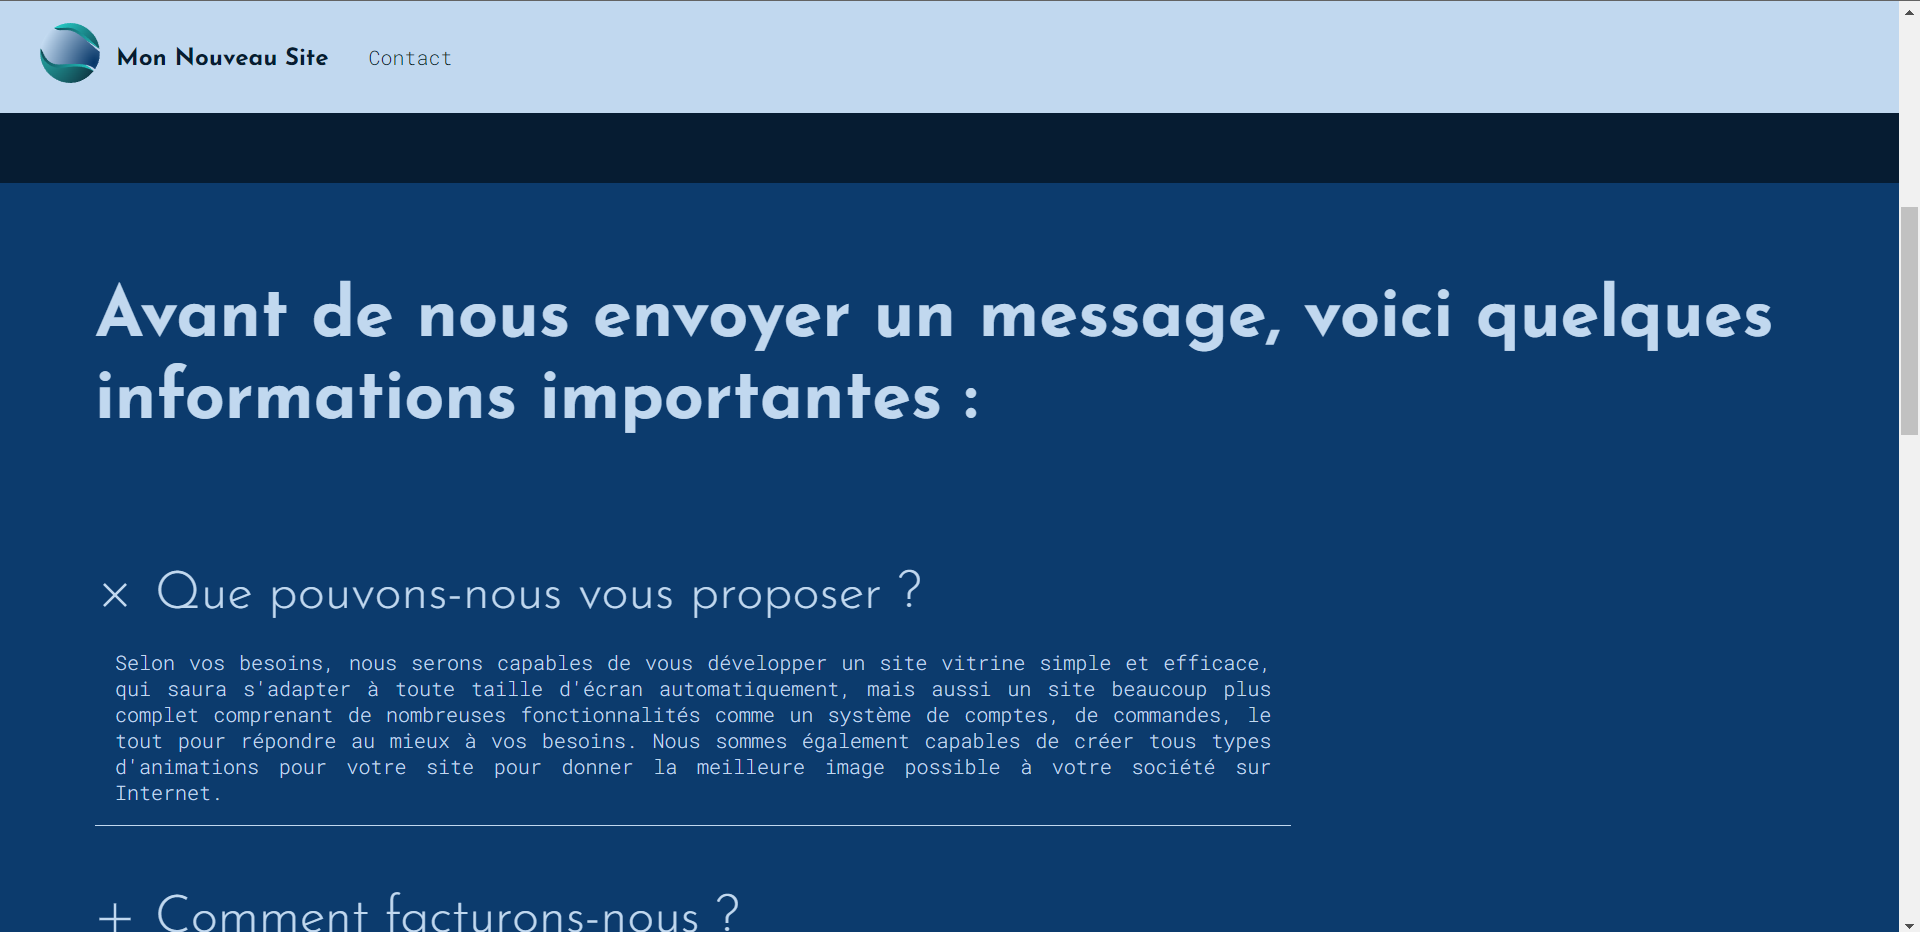 Mon Nouveau Site
Contact
Avant de nous envoyer un message, voici quelques
informations importantes :
Que pouvons-nous vous proposer ?
Selon vos besoins, nous serons capables de vous développer un site vitrine simple et efficace,
qui saura s'adapter à toute taille d'écran automatiquement, mais aussi un site beaucoup plus
complet comprenant de nombreuses fonctionnalités comme un système de comptes, de commandes, le
tout pour répondre au mieux à vos besoins. Nous sommes également capables de créer tous types
d'animations pour votre site pour donner la meilleure image possible à votre société sur
Internet.
Comment facturons-nous ?